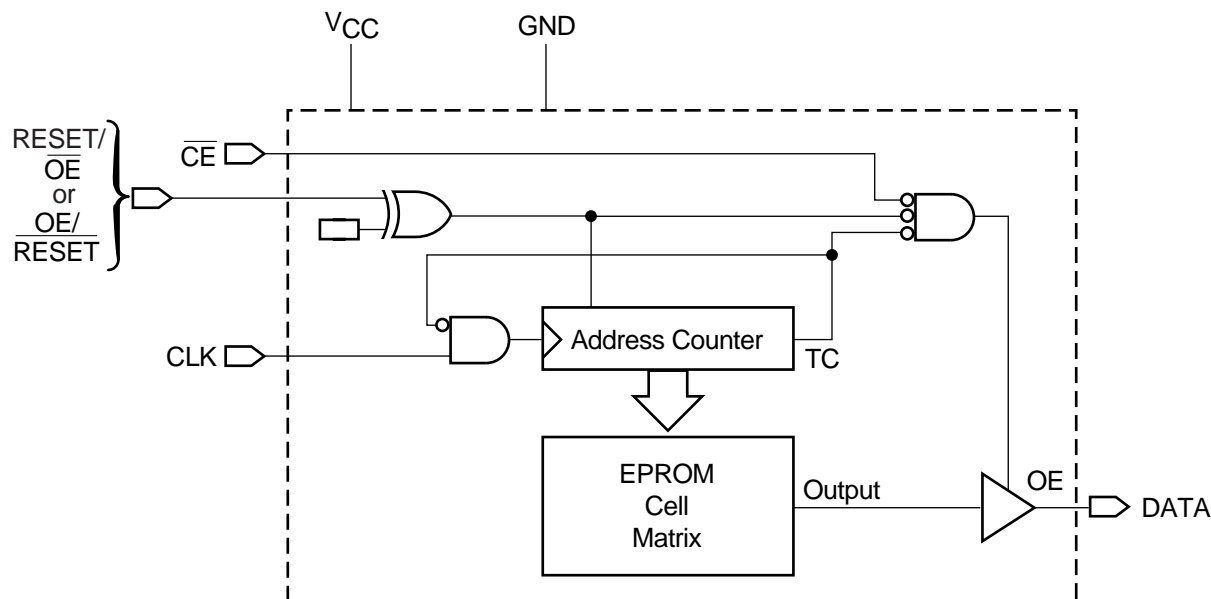 VCC
GND
RESET/
OE
or
OE/
RESET
CE
CLK
Address Counter
TC
EPROM
Cell
Matrix
Output
OE
DATA